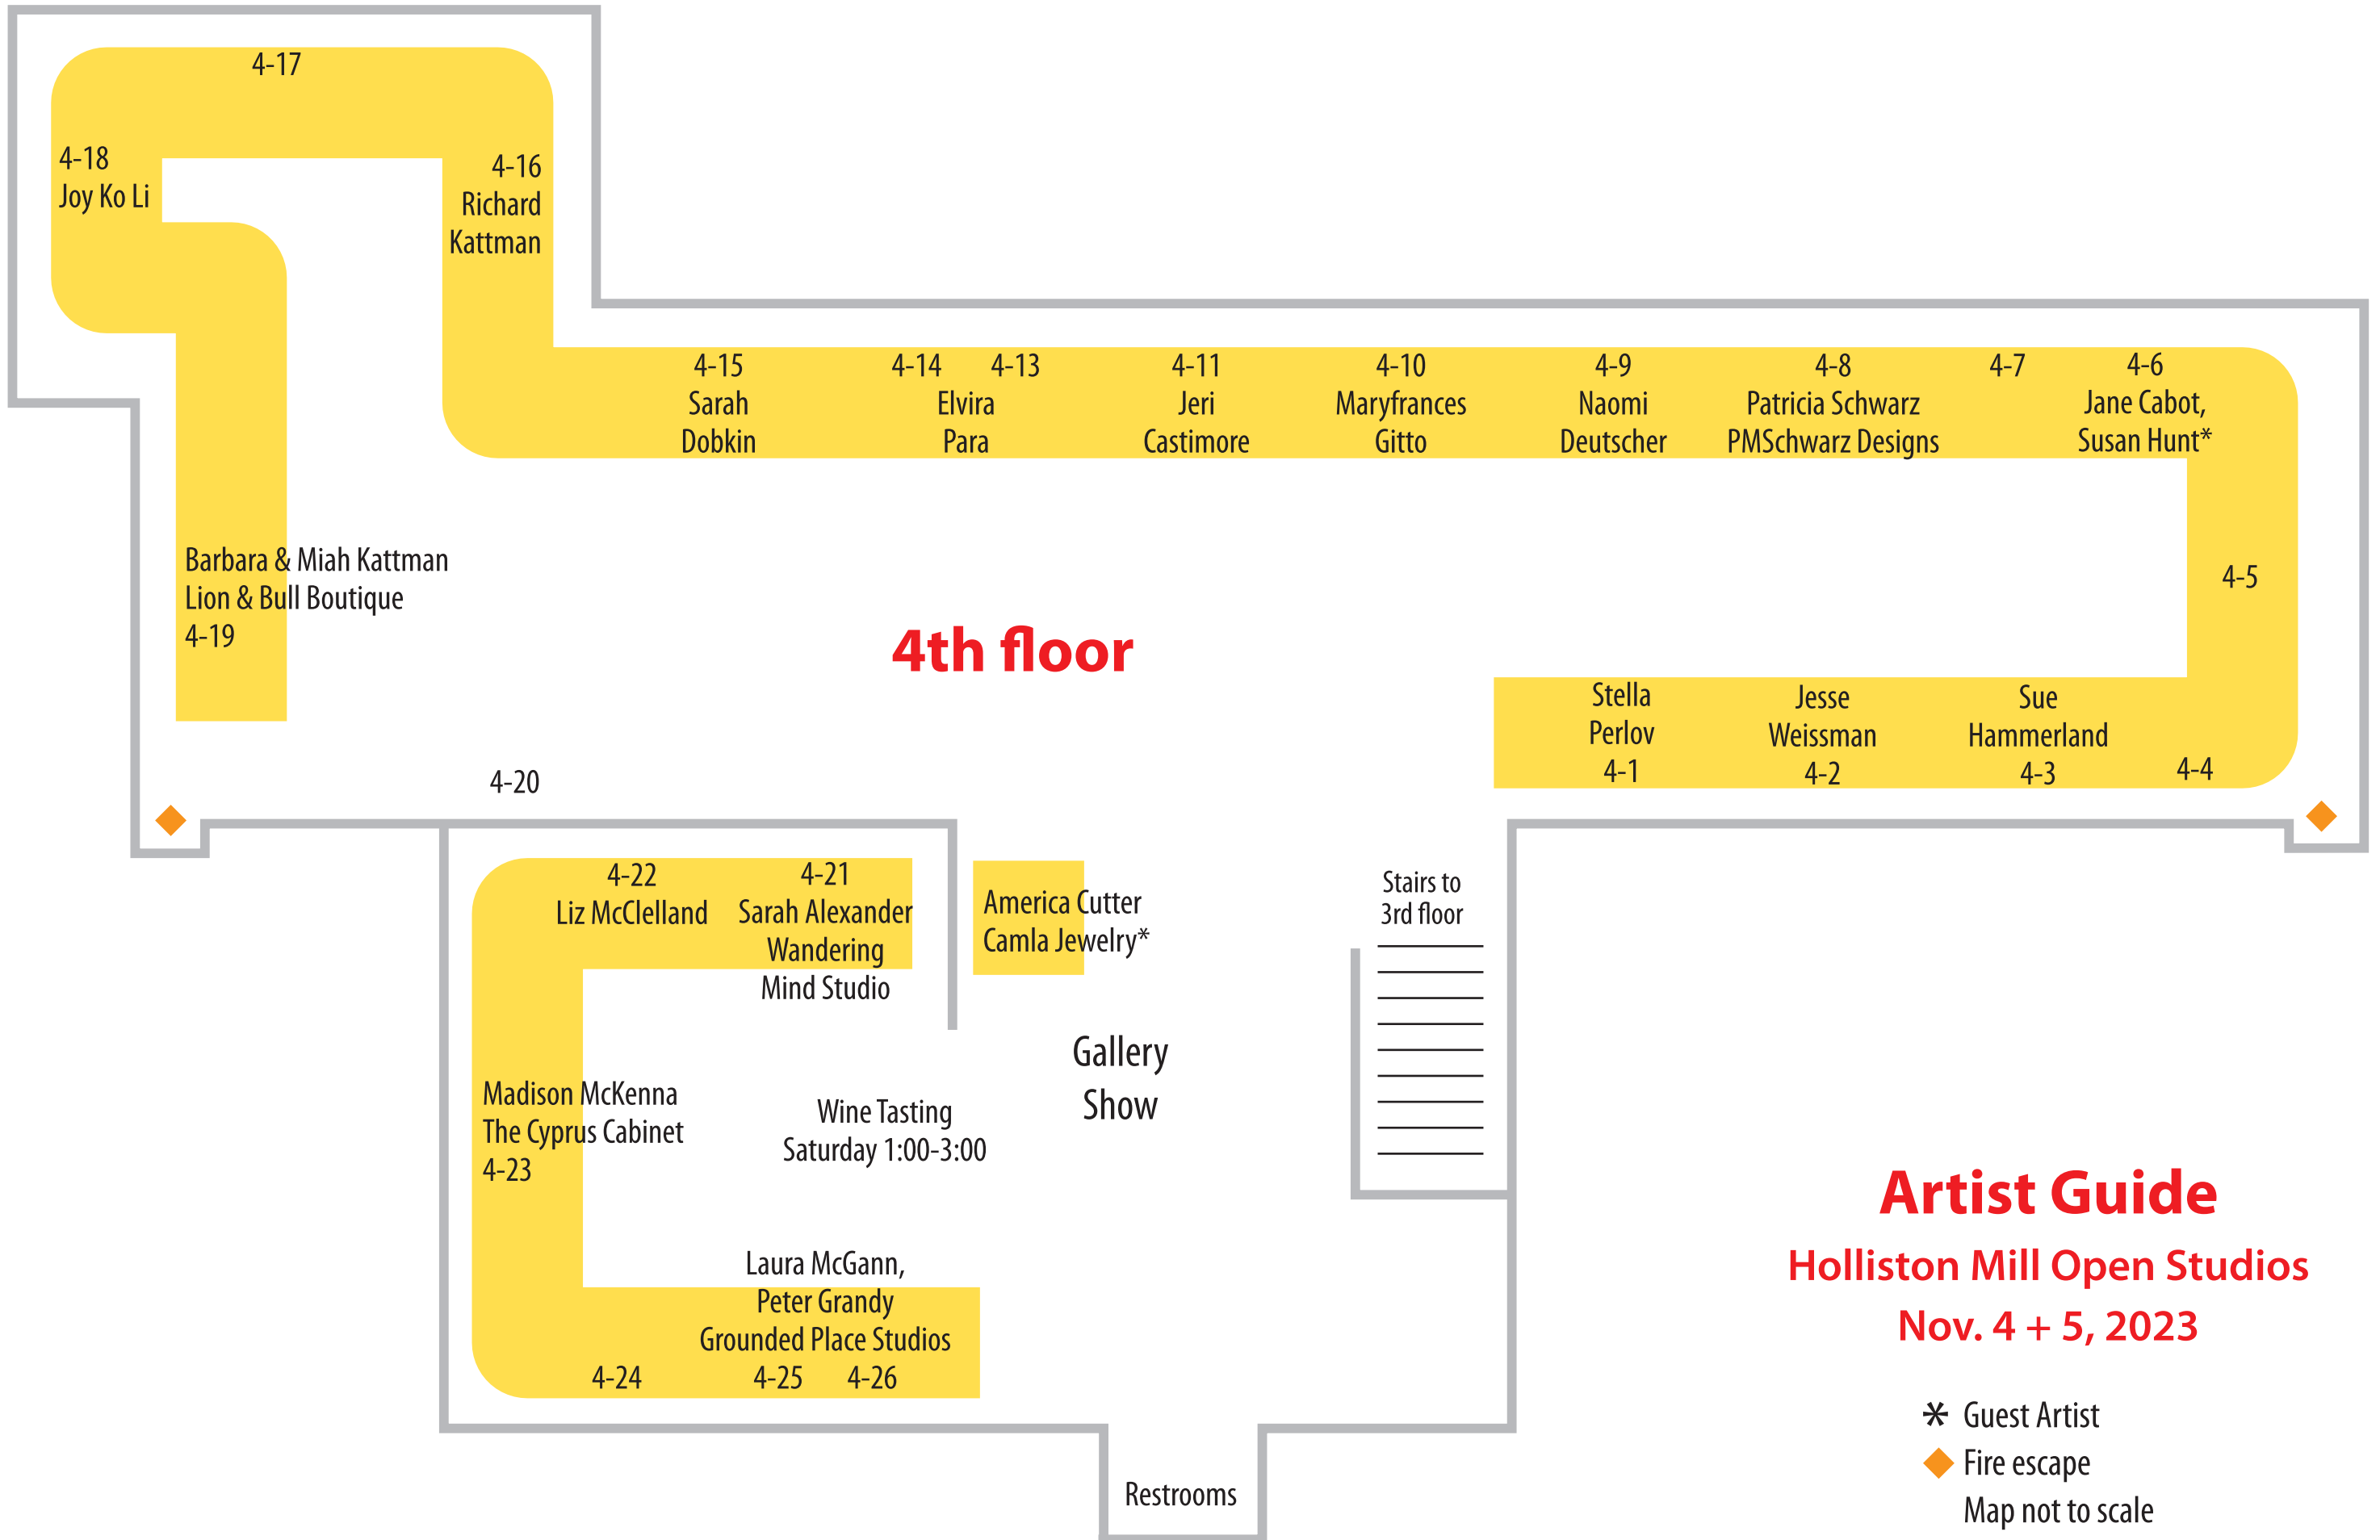 4-17
4-18
Joy Ko Li
4-16
Richard
Kattman
4-15
Sarah
Dobkin
4-14 4-13
Elvira
Para
4-11
Jeri
Castimore
4-10
Maryfrances
Gitto
4-9
Naomi
Deutscher
4-8
Patricia Schwarz
PMSchwarz Designs
4-7
4-6
Jane Cabot,
Susan Hunt*
4-5
Barbara & Miah Kattman
Lion & Bull Boutique
4-19
4th floor
Stella
Perlov
4-1
Jesse
Weissman
4-2
Sue
Hammerland
4-3
4-4
4-20
4-22
Liz McClelland
4-21
Sarah Alexander
Wandering
Mind Studio
America Cutter
Camla Jewelry*
Stairs to
3rd floor
Gallery
Show
Madison McKenna
The Cyprus Cabinet
4-23
Wine Tasting
Saturday 1:00-3:00
Laura McGann,
Peter Grandy
Grounded Place Studios
4-24
4-25 4-26
Restrooms
Artist Guide
Holliston Mill Open Studios
Nov. 4 + 5, 2023
* Guest Artist
Fire escape
Map not to scale